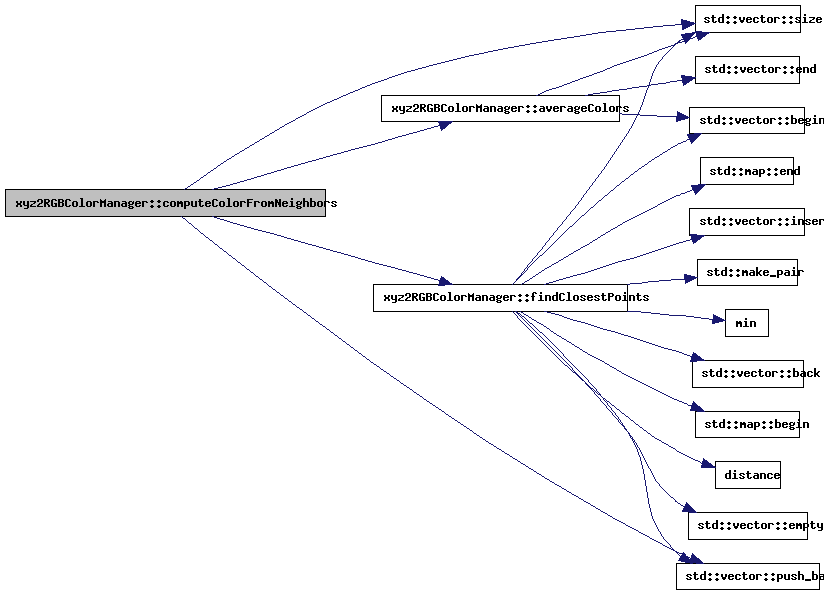 std::vector::size
std::vector::end
xyz2RGBColorManager::averageColors
std::vector::begin
std::map::end
xyz2RGBColorManager::computeColorFromNeighbors
std::vector::inser
std::make_pair
xyz2RGBColorManager::findClosestPoints
min
std::vector::back
std::map::begin
distance
std::vector::empty
std::vector::push_ba